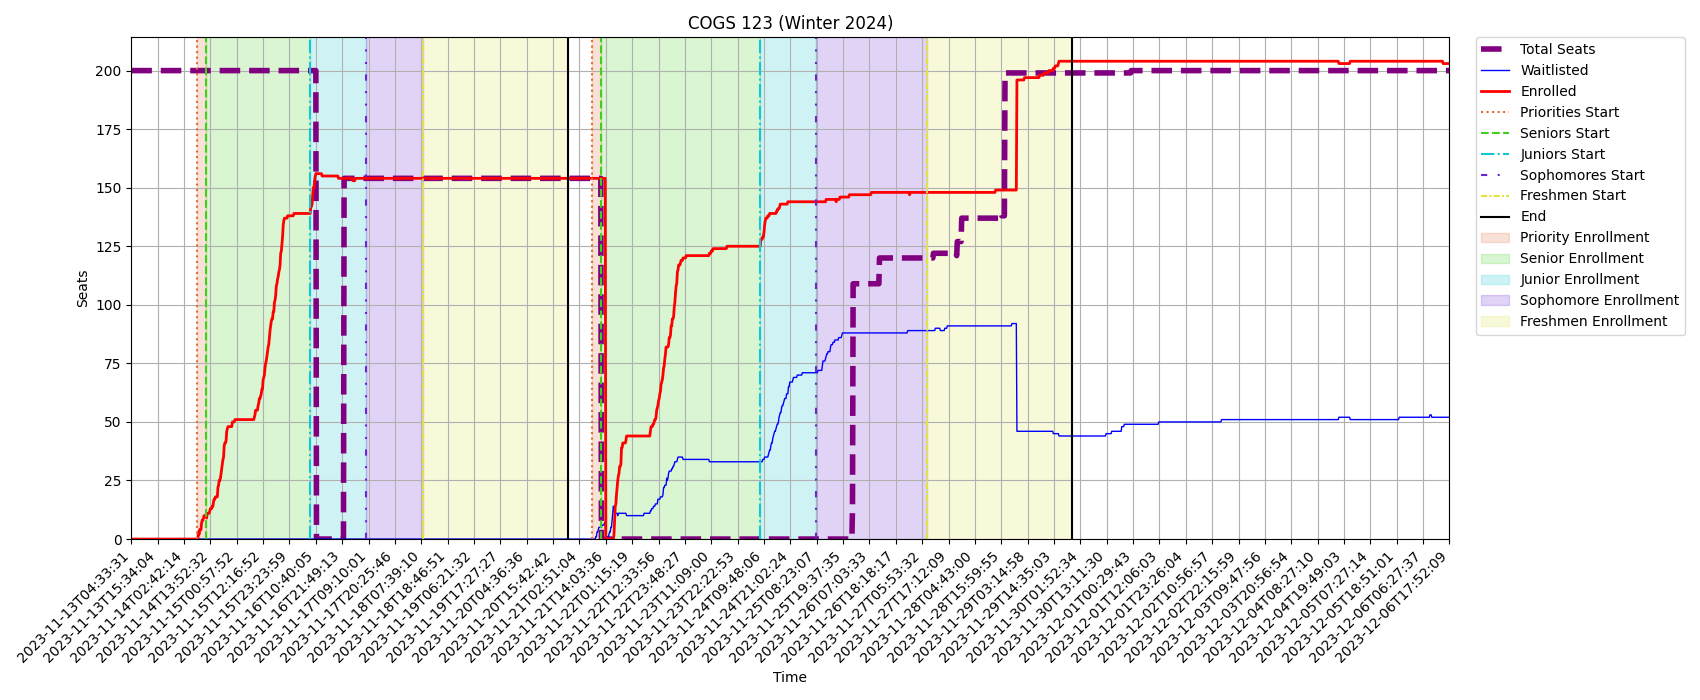 COGS 123 (Winter 2024)
Seats
200
175
150
125
100
75
50
25
0
2023-11-13T04:33:31
2023-11-13T15:34:04
2023-11-14T02:42:14
2023-11-14T13:52:32
2023-11-15T00:57:52
2023-11-15T12:16:52
2023-11-15T23:23:59
2023-11-16T10:40:05
2023-11-16T21:49:13
2023-11-17T09:10:01
2023-11-17T20:25:46
2023-11-18T07:39:10
2023-11-18T18:46:51
2023-11-19T06:21:32
2023-11-19T17:27:27
2023-11-20T04:36:36
2023-11-20T15:42:42
2023-11-21T02:51:04
2023-11-21T14:03:36
2023-11-22T01:15:19
2023-11-22T12:33:56
2023-11-22T23:48:27
2023-11-23T11:09:00
2023-11-23T22:22:53
2023-11-24T09:48:06
2023-11-24T21:02:24
2023-11-25T08:23:07
2023-11-25T19:37:35
2023-11-26T07:03:33
2023-11-26T18:18:17
2023-11-27T05:53:32
2023-11-27T17:12:09
2023-11-28T04:43:00
2023-11-28T15:59:55
2023-11-29T03:14:58
2023-11-29T14:35:03
2023-11-30T01:52:34
2023-11-30T13:11:30
2023-12-01T00:29:43
2023-12-01T12:06:03
2023-12-01T23:26:04
2023-12-02T10:56:57
2023-12-02T22:15:59
2023-12-03T09:47:56
2023-12-03T20:56:54
2023-12-04T08:27:10
2023-12-04T19:49:03
2023-12-05T07:27:14
2023-12-05T18:51:01
2023-12-06T06:27:37
2023-12-06T17:52:09
Time
Total Seats
Waitlisted
Enrolled
Priorities Start
Seniors Start
Juniors Start
Sophomores Start
Freshmen Start
End
Priority Enrollment
Senior Enrollment
Junior Enrollment
Sophomore Enrollment
Freshmen Enrollment